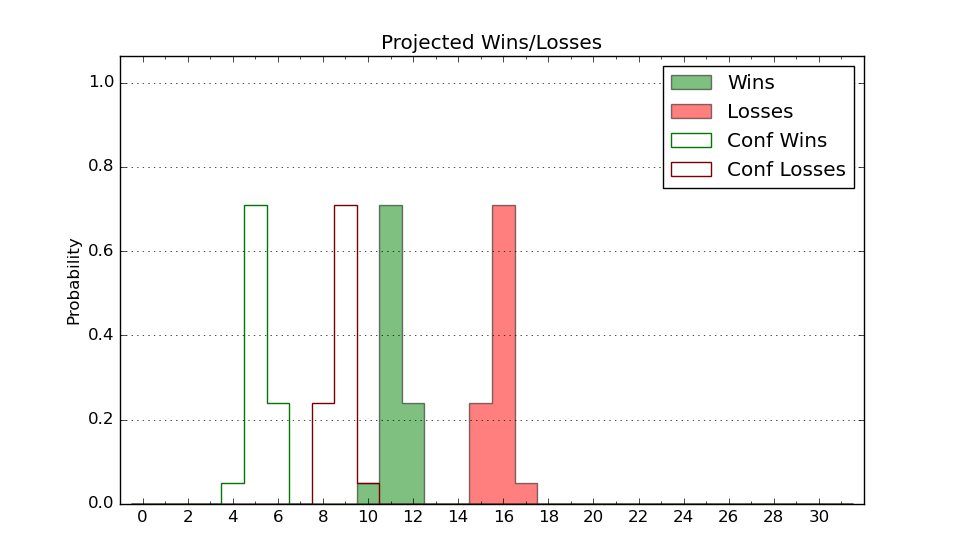 Projected Wins/Losses
1.0
0.8
0.6
0.4
0.2
0.0
Probability
Wins
Losses
Conf Wins
Conf Losses
0 2 4 6 8 10 12 14 16 18 20 22 24 26 28 30